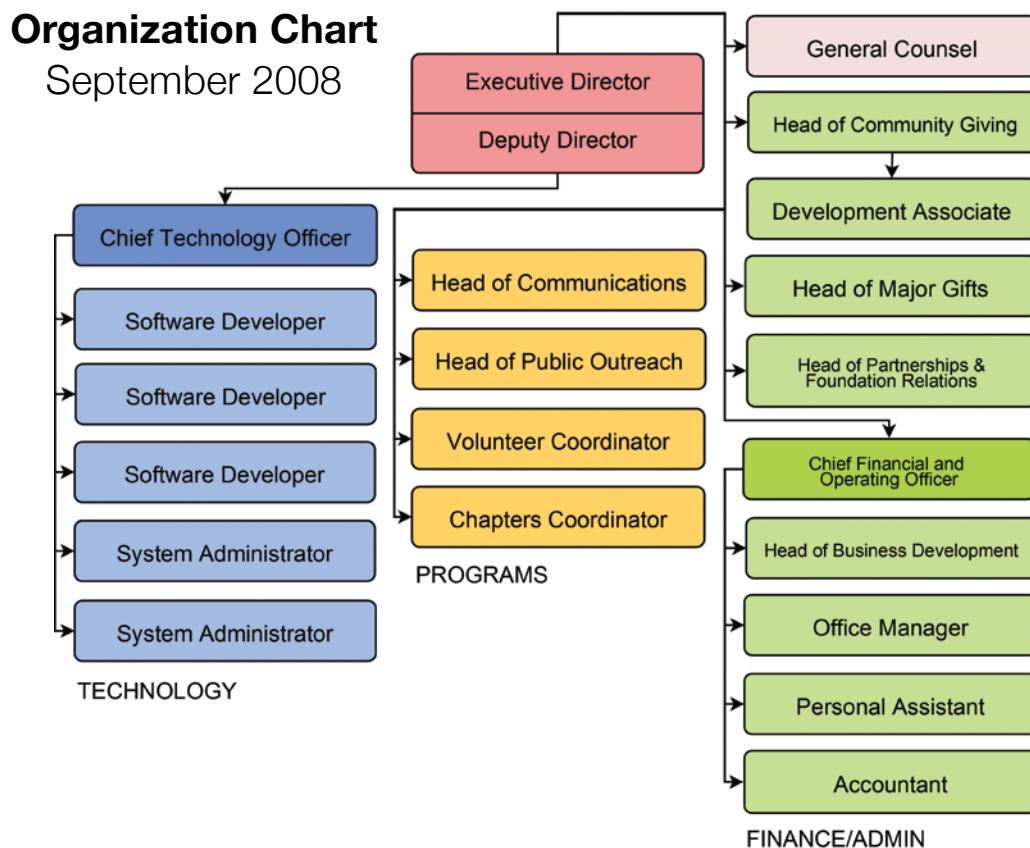 Organization Chart
September 2008
Executive Director
Deputy Director
Chief Technology Officer
Software Developer
Software Developer
Software Developer
System Administrator
System Administrator
TECHNOLOGY
Head of Communications
Head of Public Outreach
Volunteer Coordinator
Chapters Coordinator
PROGRAMS
General Counsel
Head of Community Giving
Development Associate
Head of Major Gifts
Head of Partnerships &
Foundation Relations
Chief Financial and
Operating Officer
Head of Business Development
Office Manager
Personal Assistant
Accountant
FINANCE/ADMIN